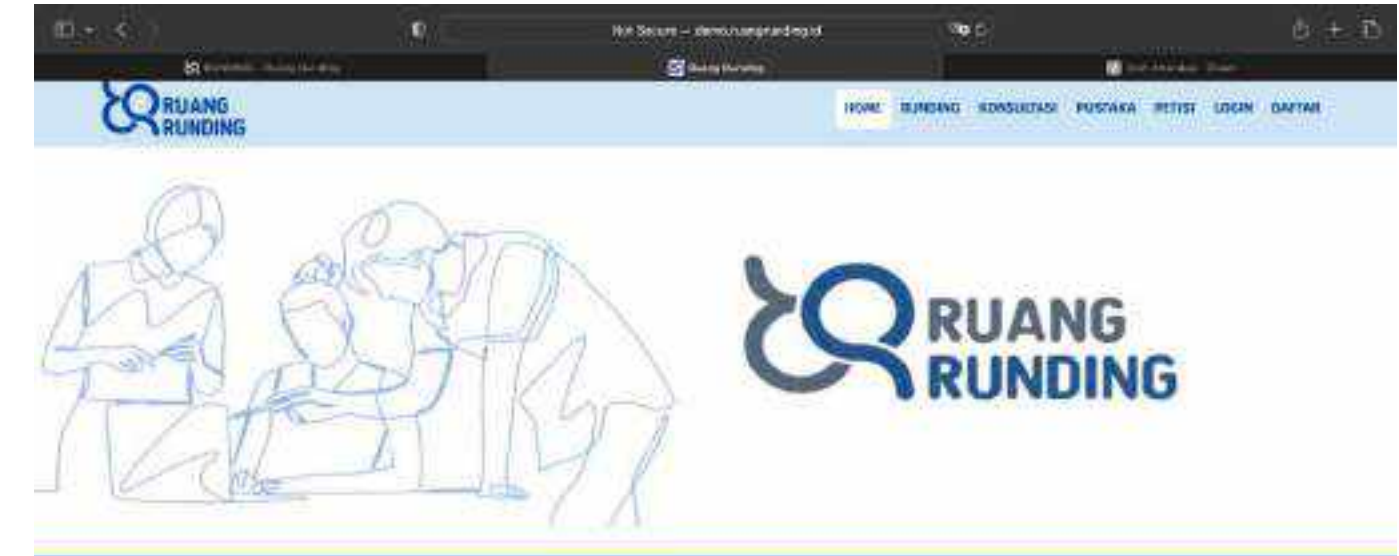 Not Secure — demo.ruangrunding.id
Ruang Runding
RUANG
RUNDING
HOME RUNDING KONSULTASI PUSTAKA PETISI LOGIN DAFTAR
RUANG
RUNDING